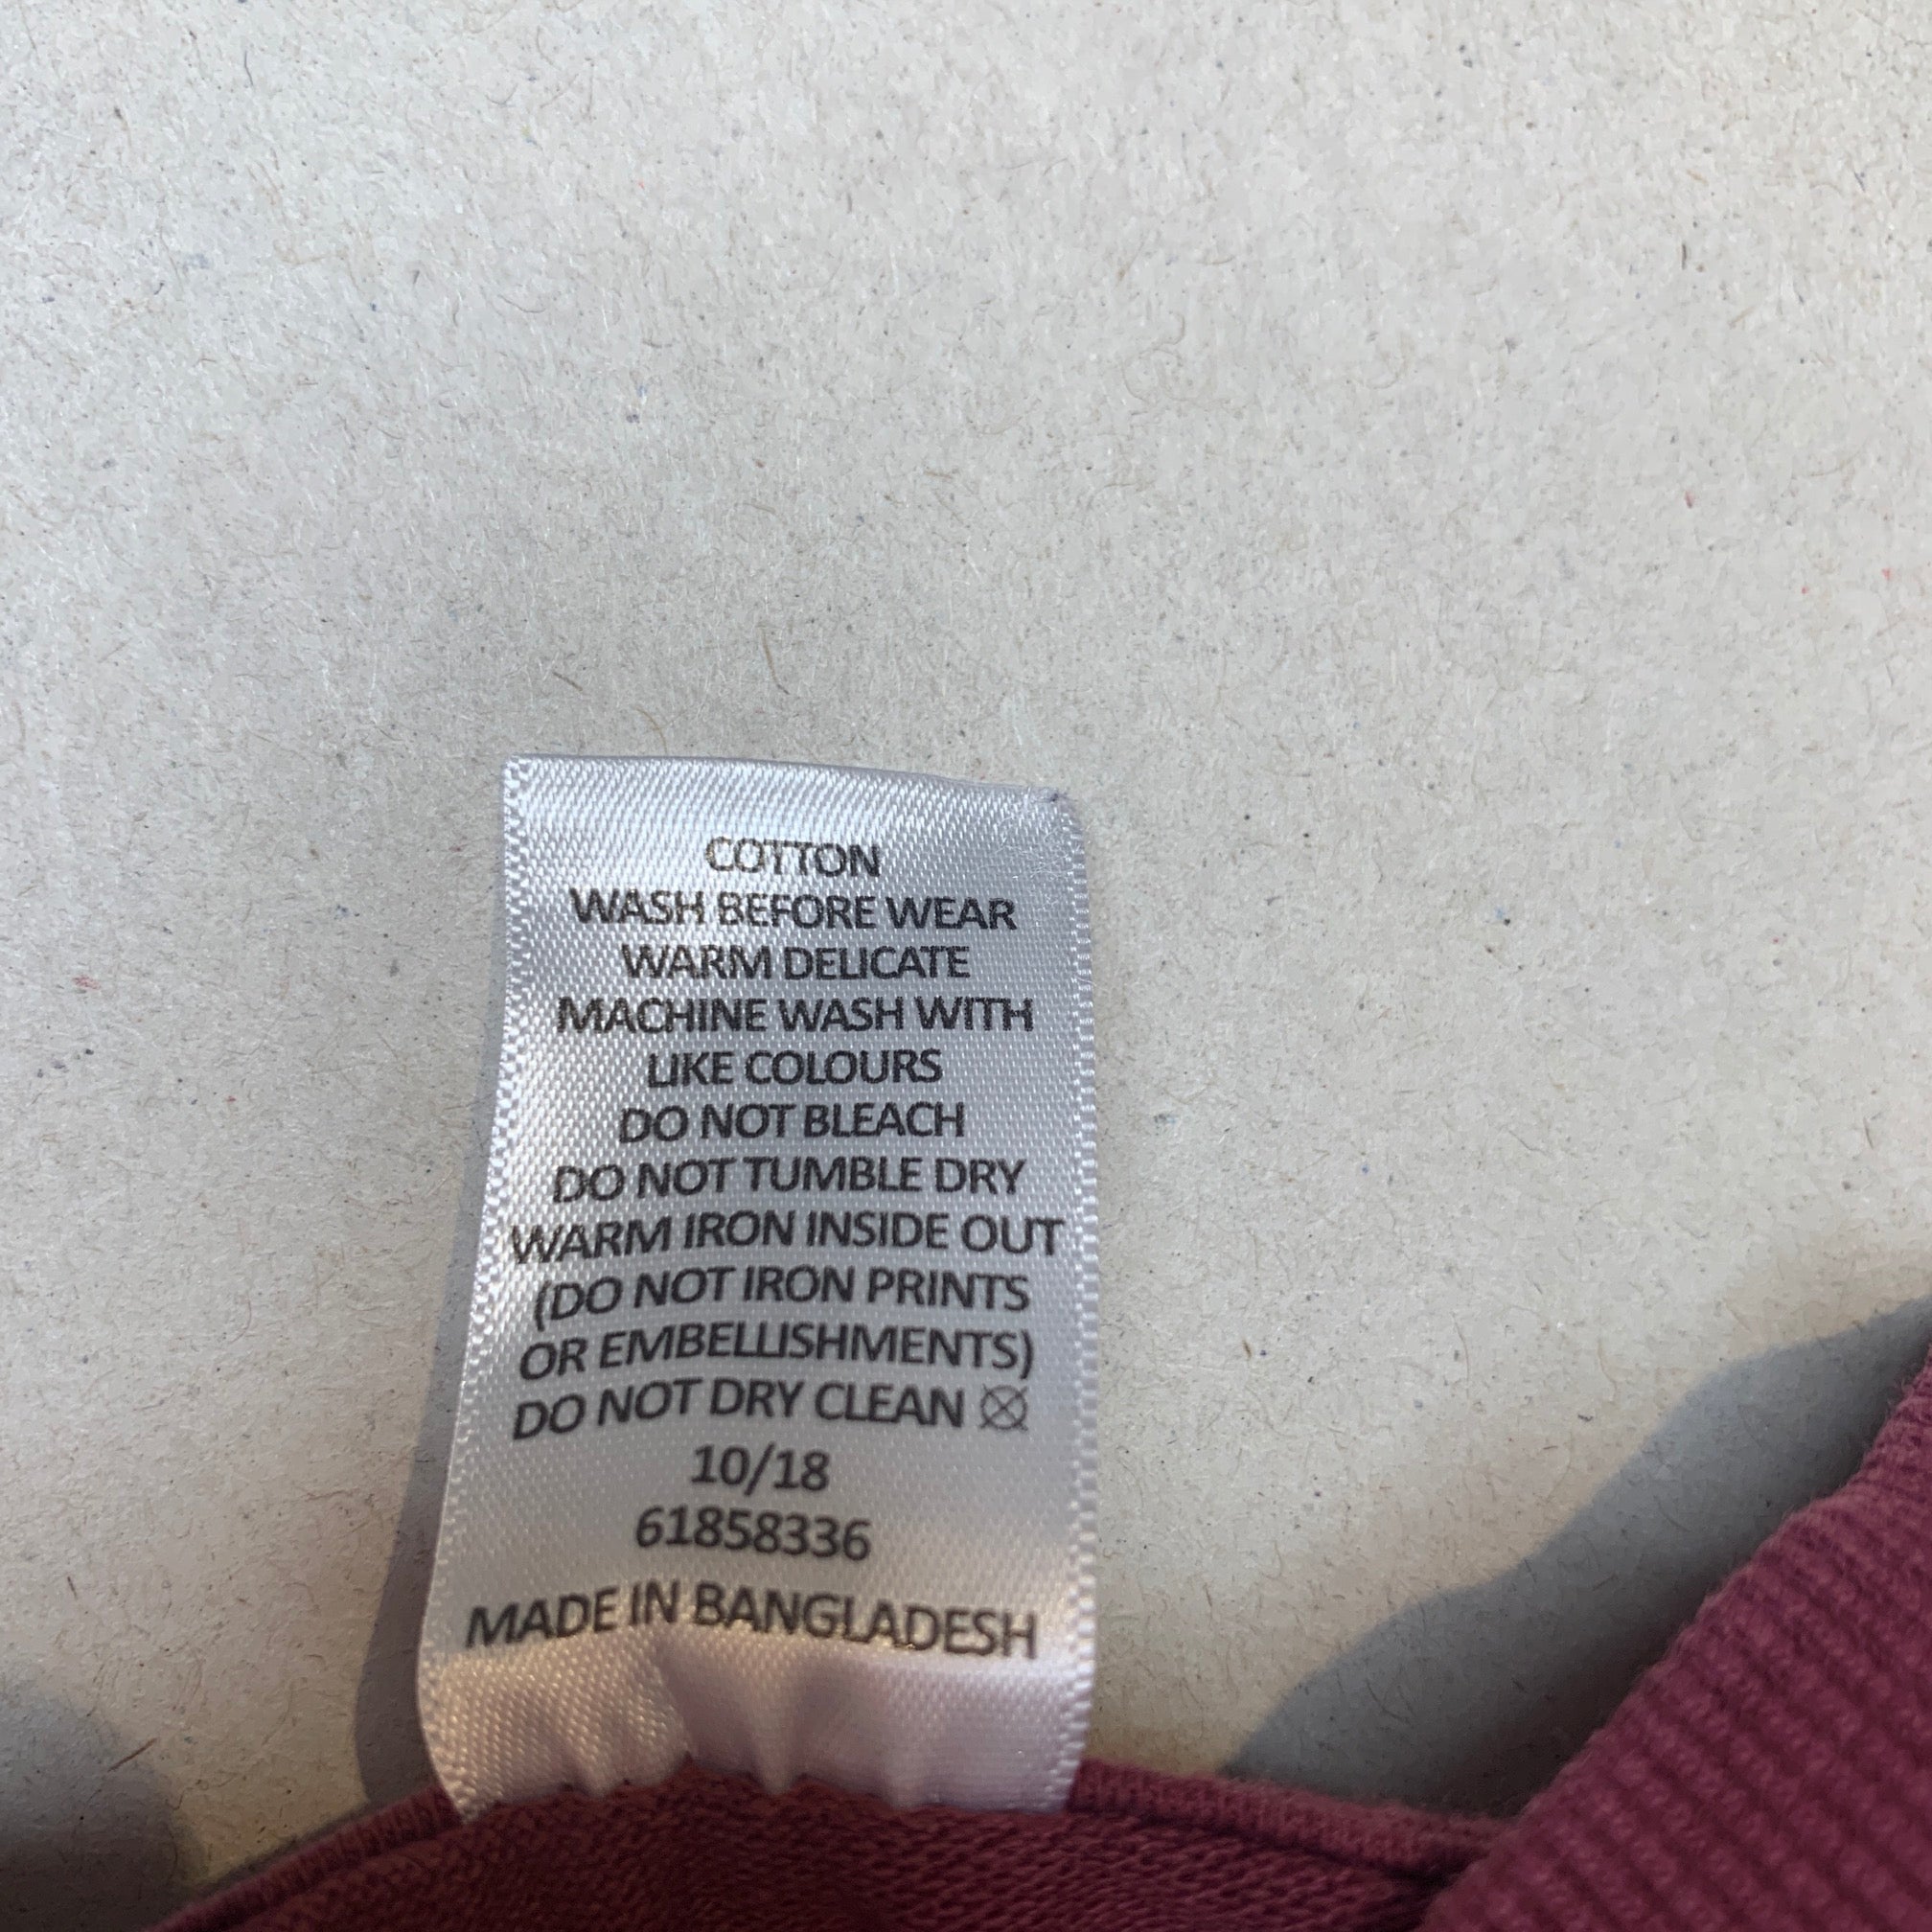 COTTON
WASH BEFORE WEAR
WARM DELICATE
MACHINE WASH WITH
LIKE COLOURS
DO NOT BLEACH
DO NOT TUMBLE DRY
WARM IRON INSIDE OUT
(DO NOT IRON PRINTS
OR EMBELLISHMENTS)
DO NOT DRY CLEAN
10/18
61858336
MADE IN BANGLADESH